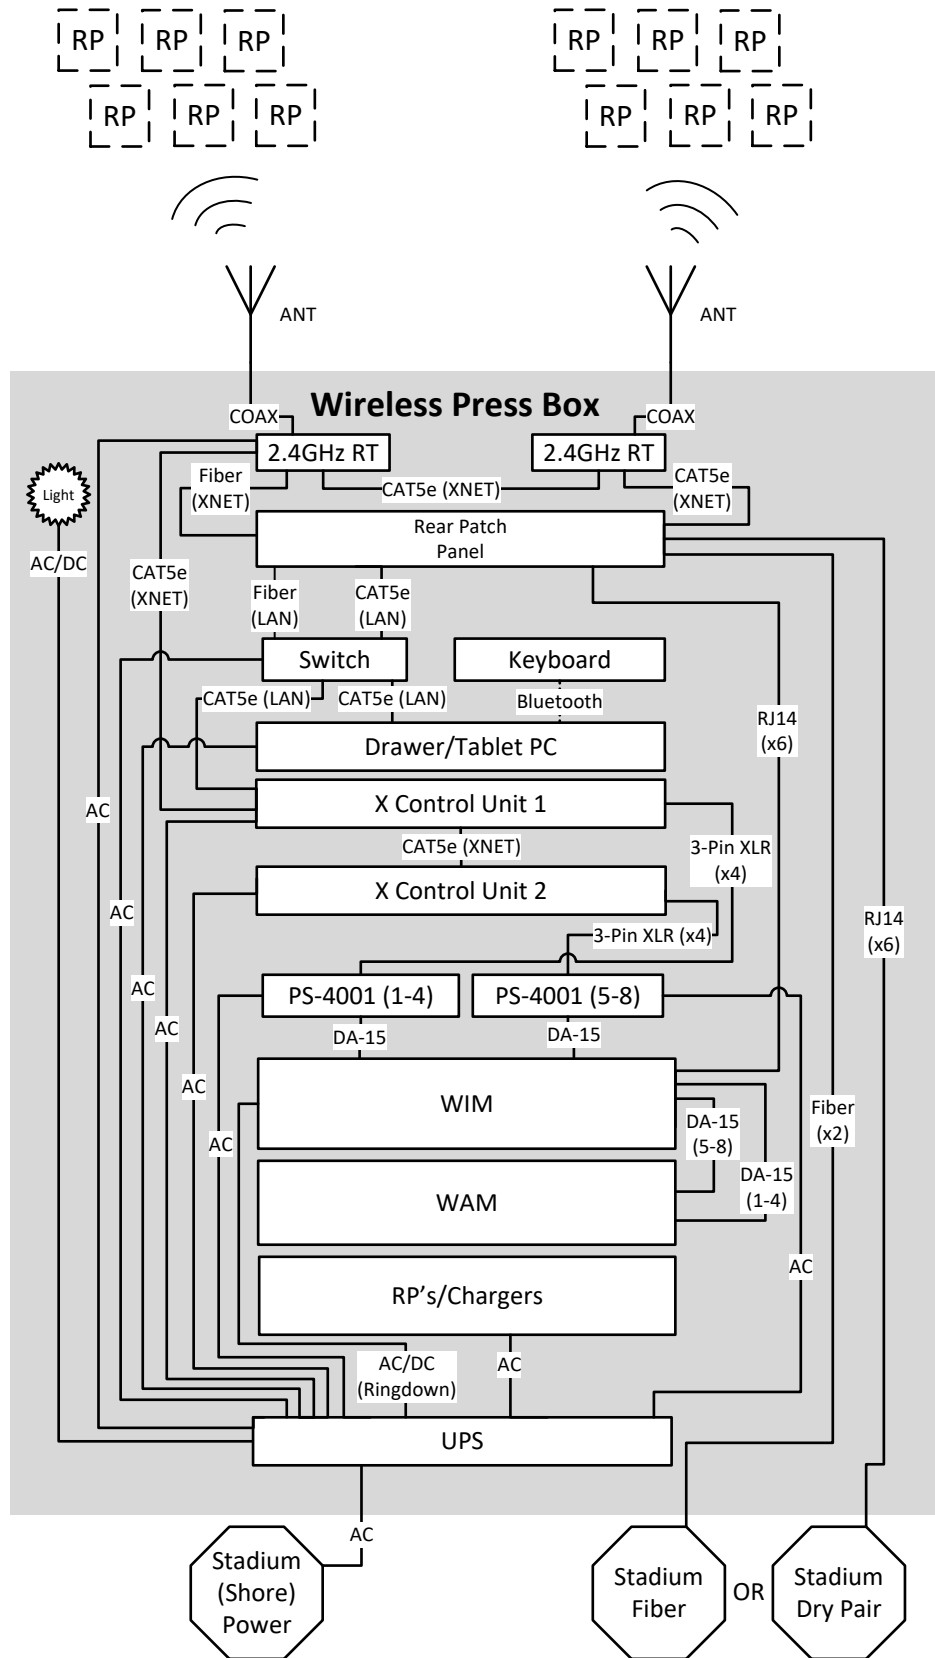 RP RP RP RP RP RP
RP RP RP RP RP RP
ANT ANT
Wireless Press Box
COAX COAX
2.4GHz RT 2.4GHz RT
Light
Fiber
(XNET)
CAT5e (XNET)
CAT5e
(XNET)
Rear Patch
Panel
AC/DC
CAT5e
(XNET)
Fiber
(LAN)
CAT5e
(LAN)
Switch
Keyboard
CAT5e (LAN) CAT5e (LAN)
Bluetooth
RJ14
(x6)
Drawer/Tablet PC
AC
X Control Unit 1
CAT5e (XNET)
3-Pin XLR
(x4)
X Control Unit 2
AC
3-Pin XLR (x4)
RJ14
(x6)
AC
PS-4001 (1-4) PS-4001 (5-8)
AC
DA-15 DA-15
AC
WIM
Fiber
(x2)
AC
DA-15
(5-8)
DA-15
(1-4)
WAM
AC
RP's/Chargers
AC/DC
(Ringdown)
AC
UPS
AC
Stadium
(Shore)
Power
Stadium
Fiber
OR
Stadium
Dry Pair